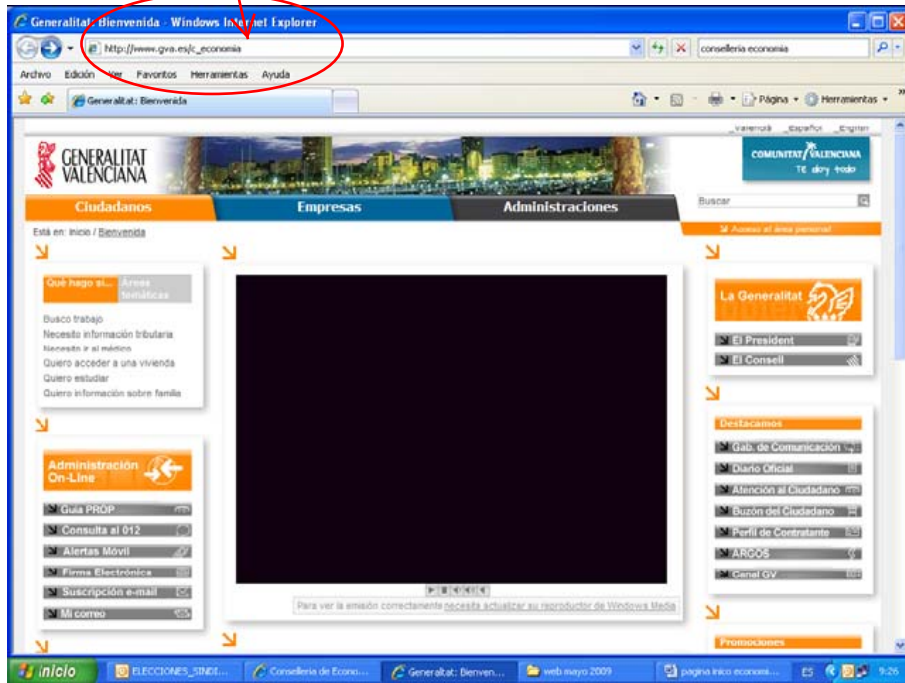 Generalitat: Bienvenida - Windows Internet Explorer
http://www.gva.es/c_economia
conselleria economia
Archivo Edición Ver Favoritos Herramientas Ayuda
Generalitat: Bienvenida
Página
Herramientas
_Valencià _Español _English
GENERALITAT
VALENCIANA
COMUNITAT VALENCIANA
TE doy todo
Ciudadanos
Empresas
Administraciones
Buscar
Está en: Inicio / Bienvenida
Acceso al área personal
Qué hago si...
Áreas
temáticas
Busco trabajo
Necesito información tributaria
Necesito ir al médico
Quiero acceder a una vivienda
Quiero estudiar
Quiero información sobre familia
La Generalitat
El President
El Consell
Administración
On-Line
Guía PROP
Consulta al 012
Alertas Móvil
Firma Electrónica
Suscripción e-mail
Mi correo
Destacamos
Gab. de Comunicación
Diario Oficial
Atención al Ciudadano
Buzón del Ciudadano
Perfil de Contratante
ARGOS
Canal GV
Para ver la emisión correctamente necesita actualizar su reproductor de Windows Media
Promociones
Inicio
ELECCIONES_SINDI...
Conselleria de Econo...
Generalitat: Bienven...
web mayo 2009
pagina inico economi...
ES
9:26